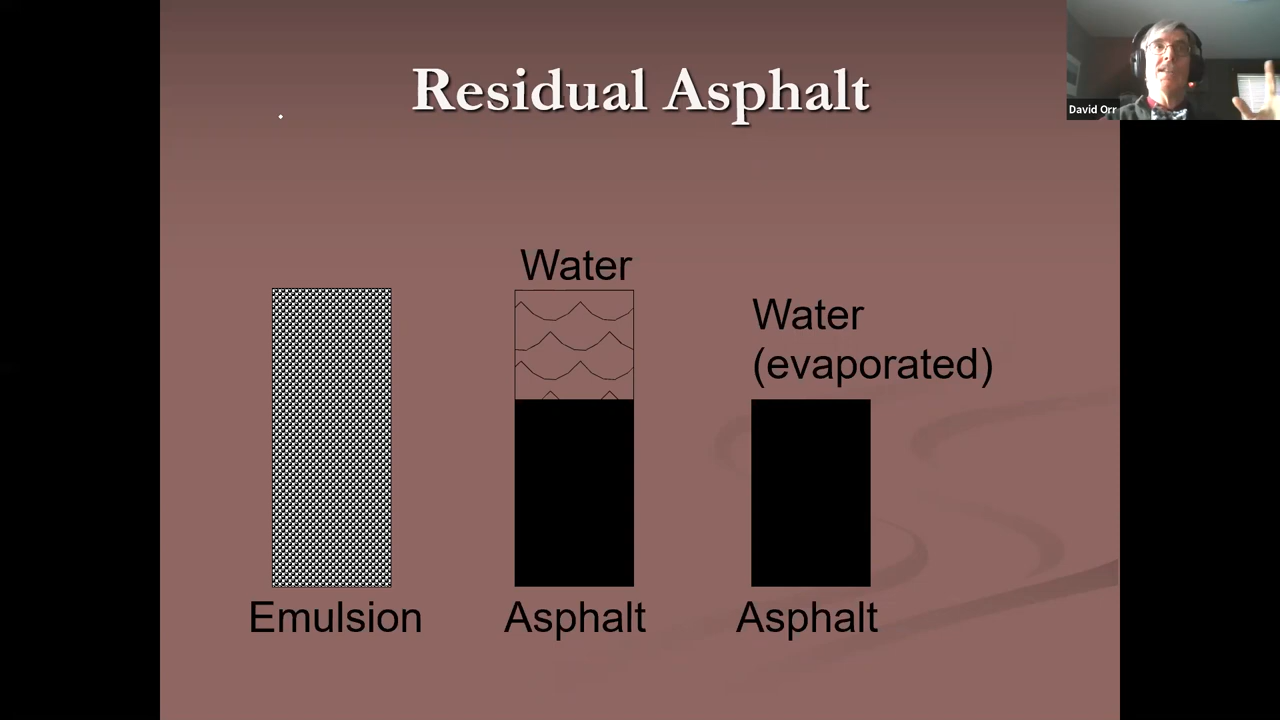 Residual Asphalt
David Orr
Water
Water
(evaporated)
Emulsion
Asphalt
Asphalt